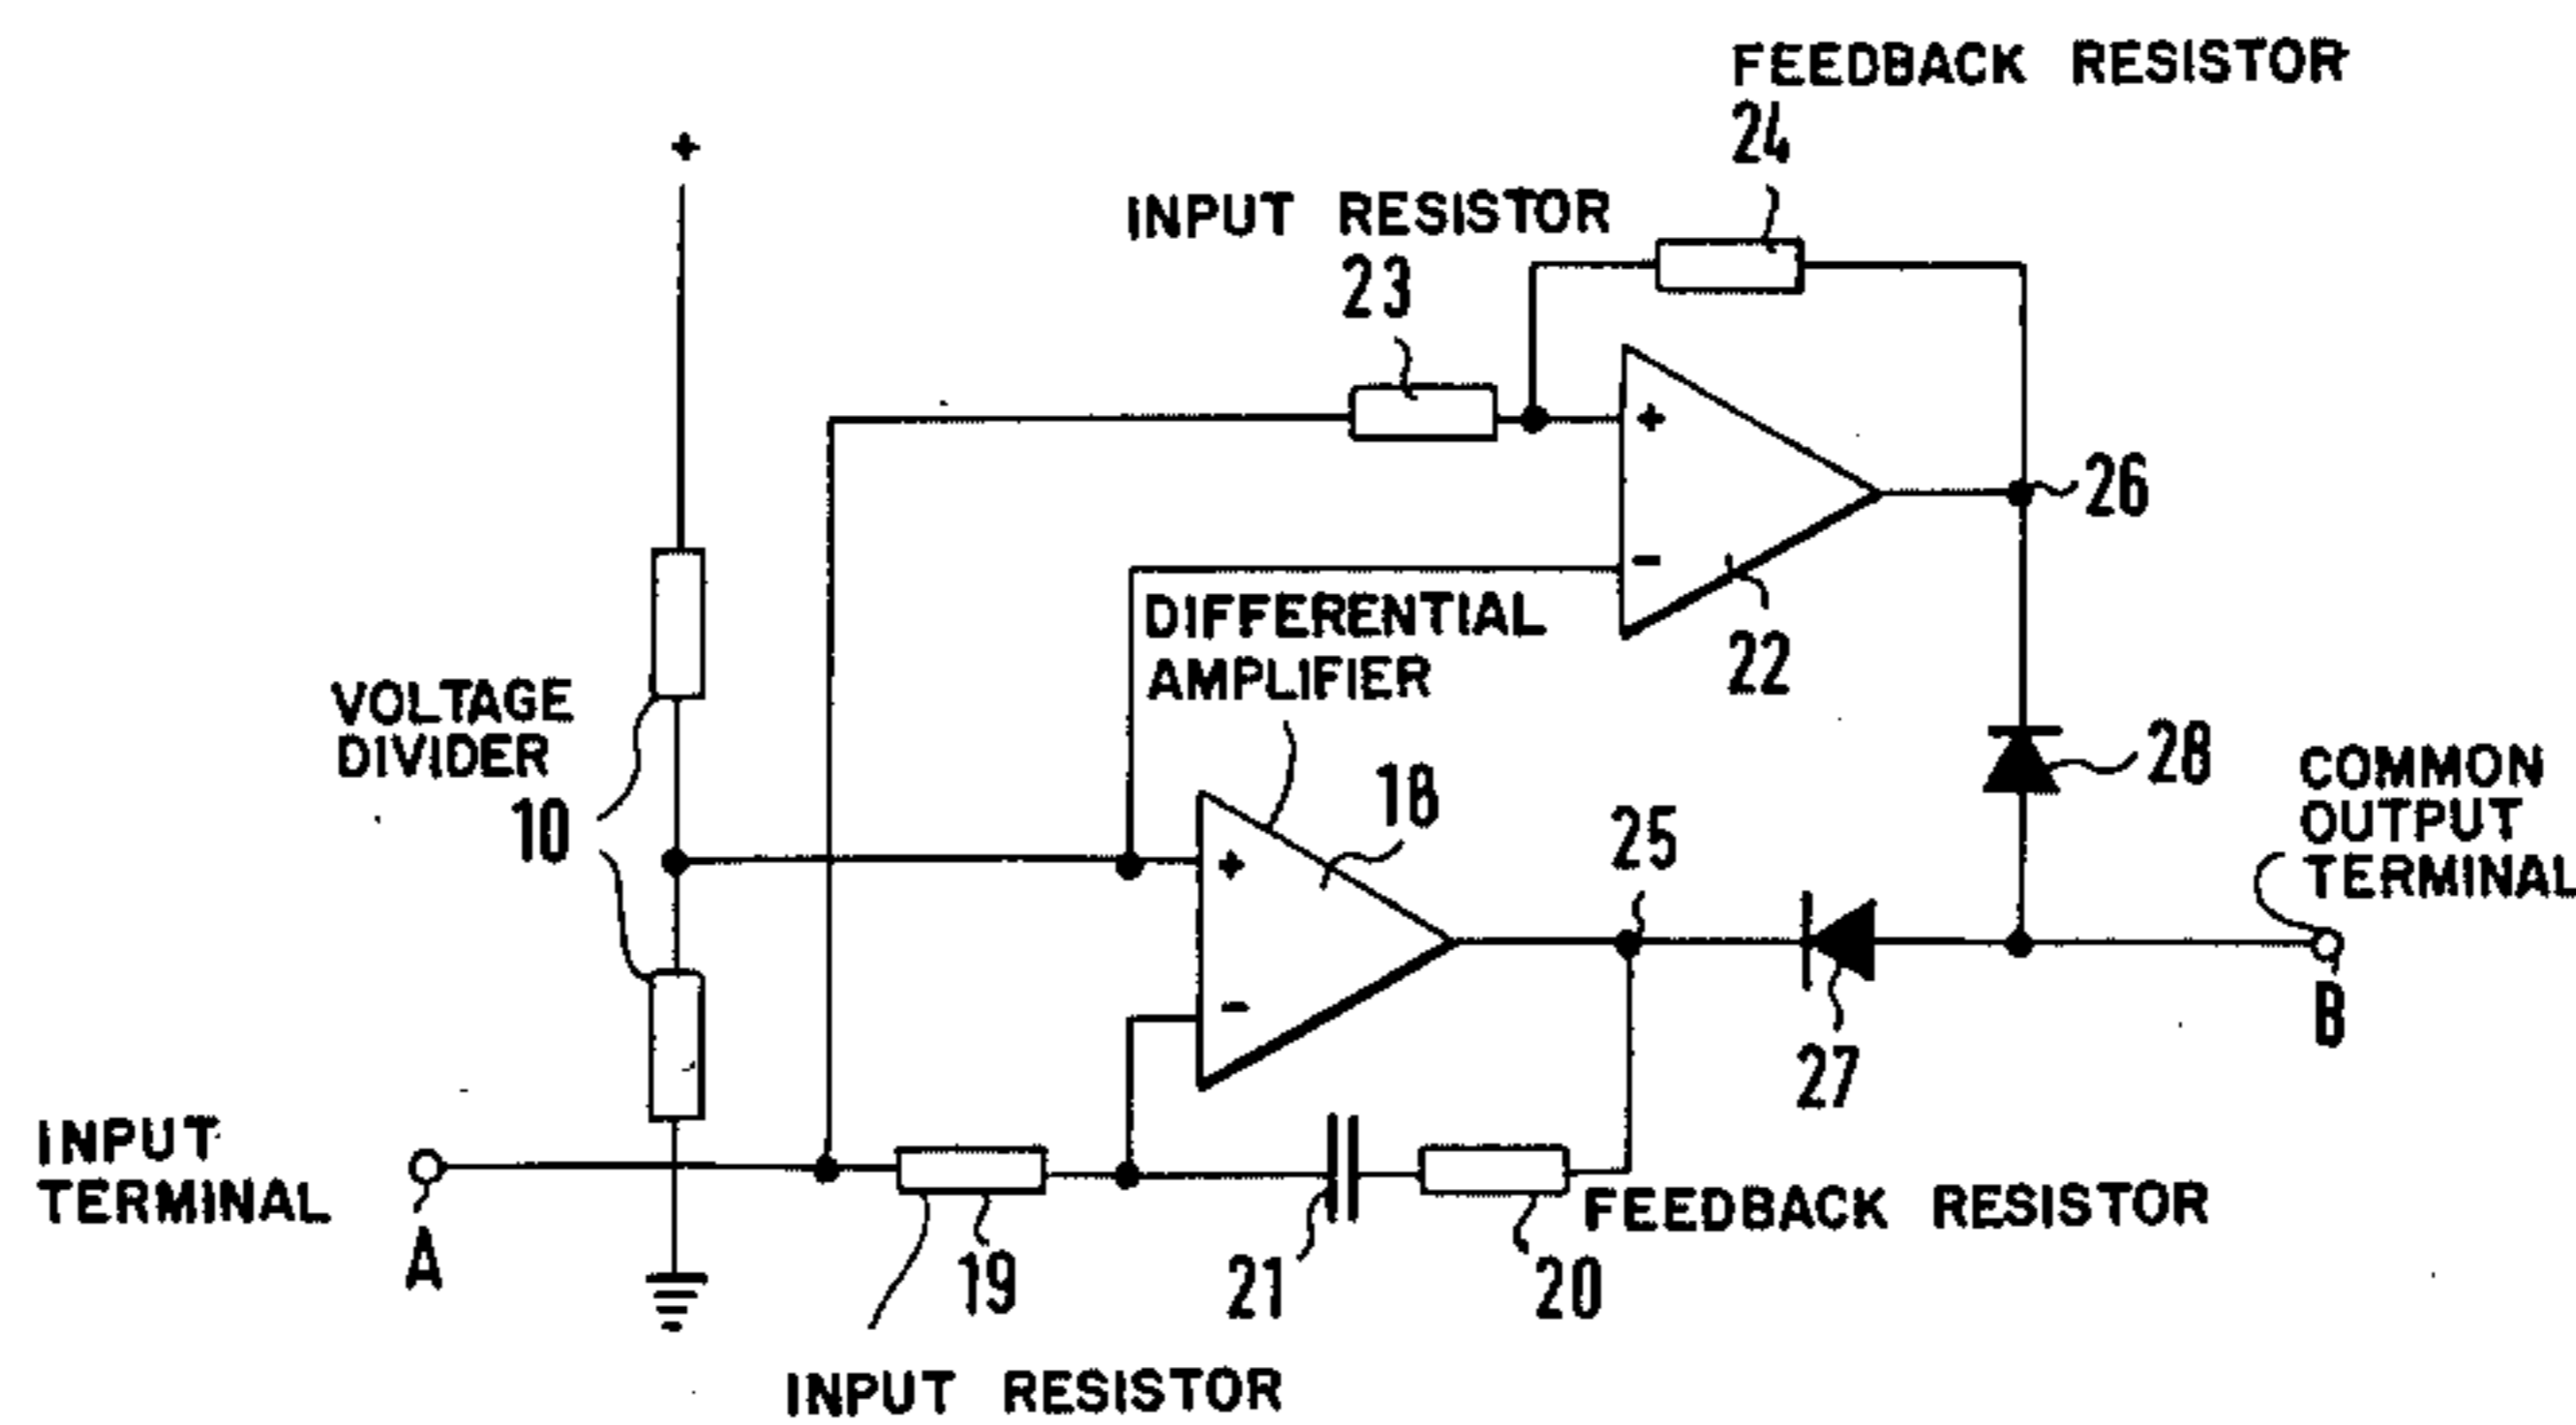 FEEDBACK RESISTOR
24
+
INPUT RESISTOR
23
+
26
-
DIFFERENTIAL
AMPLIFIER
22
VOLTAGE
DIVIDER
10
28
COMMON
OUTPUT
TERMINAL
18
25
+
-
27
B
INPUT
TERMINAL
A
19
21
20
FEEDBACK RESISTOR
INPUT RESISTOR